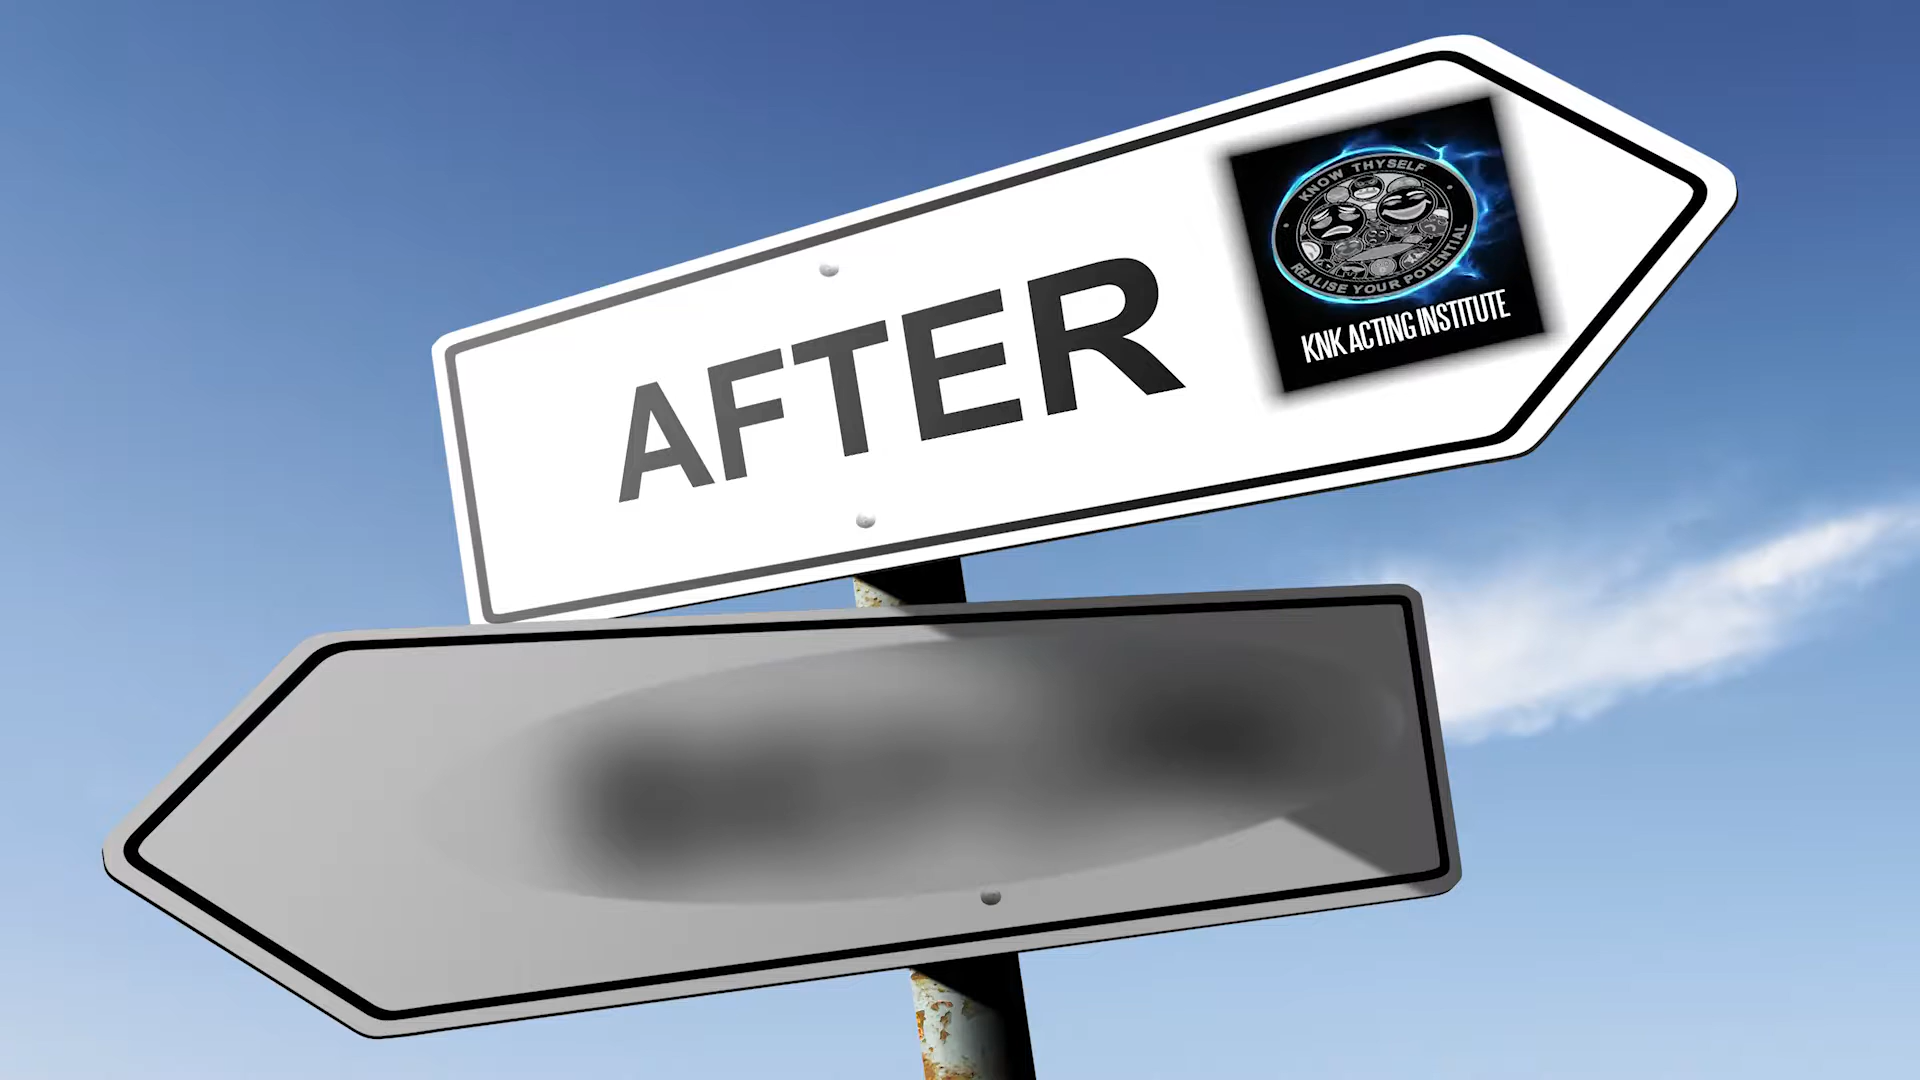 AFTER
KNOW THYSELF
REALISE YOUR POTENTIAL
KNK ACTING INSTITUTE